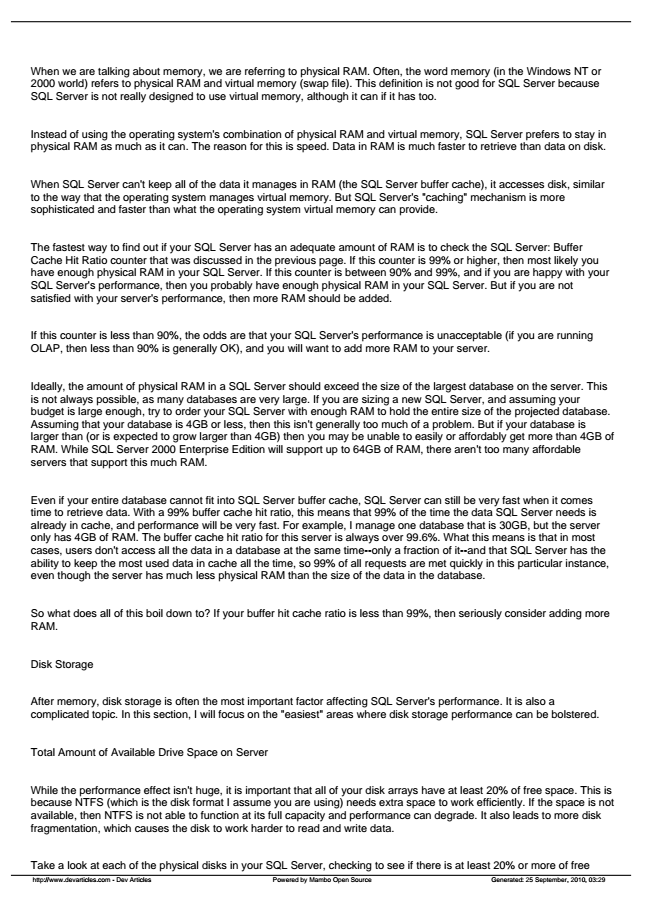 When we are talking about memory, we are referring to physical RAM. Often, the word memory (in the Windows NT or
2000 world) refers to physical RAM and virtual memory (swap file). This definition is not good for SQL Server because
SQL Server is not really designed to use virtual memory, although it can if it has too.
Instead of using the operating system's combination of physical RAM and virtual memory, SQL Server prefers to stay in
physical RAM as much as it can. The reason for this is speed. Data in RAM is much faster to retrieve than data on disk.
When SQL Server can't keep all of the data it manages in RAM (the SQL Server buffer cache), it accesses disk, similar
to the way that the operating system manages virtual memory. But SQL Server's "caching" mechanism is more
sophisticated and faster than what the operating system virtual memory can provide.
The fastest way to find out if your SQL Server has an adequate amount of RAM is to check the SQL Server: Buffer
Cache Hit Ratio counter that was discussed in the previous page. If this counter is 99% or higher, then most likely you
have enough physical RAM in your SQL Server. If this counter is between 90% and 99%, and if you are happy with your
SQL Server's performance, then you probably have enough physical RAM in your SQL Server. But if you are not
satisfied with your server's performance, then more RAM should be added.
If this counter is less than 90%, the odds are that your SQL Server's performance is unacceptable (if you are running
OLAP, then less than 90% is generally OK), and you will want to add more RAM to your server.
Ideally, the amount of physical RAM in a SQL Server should exceed the size of the largest database on the server. This
is not always possible, as many databases are very large. If you are sizing a new SQL Server, and assuming your
budget is large enough, try to order your SQL Server with enough RAM to hold the entire size of the projected database.
Assuming that your database is 4GB or less, then this isn't generally too much of a problem. But if your database is
larger than (or is expected to grow larger than 4GB) then you may be unable to easily or affordably get more than 4GB of
RAM. While SQL Server 2000 Enterprise Edition will support up to 64GB of RAM, there aren't too many affordable
servers that support this much RAM.
Even if your entire database cannot fit into SQL Server buffer cache, SQL Server can still be very fast when it comes
time to retrieve data. With a 99% buffer cache hit ratio, this means that 99% of the time the data SQL Server needs is
already in cache, and performance will be very fast. For example, I manage one database that is 30GB, but the server
only has 4GB of RAM. The buffer cache hit ratio for this server is always over 99.6%. What this means is that in most
cases, users don't access all the data in a database at the same time--only a fraction of it--and that SQL Server has the
ability to keep the most used data in cache all the time, so 99% of all requests are met quickly in this particular instance,
even though the server has much less physical RAM than the size of the data in the database.
So what does all of this boil down to? If your buffer hit cache ratio is less than 99%, then seriously consider adding more
RAM.
Disk Storage
After memory, disk storage is often the most important factor affecting SQL Server's performance. It is also a
complicated topic. In this section, I will focus on the "easiest" areas where disk storage performance can be bolstered.
Total Amount of Available Drive Space on Server
While the performance effect isn't huge, it is important that all of your disk arrays have at least 20% of free space. This is
because NTFS (which is the disk format I assume you are using) needs extra space to work efficiently. If the space is not
available, then NTFS is not able to function at its full capacity and performance can degrade. It also leads to more disk
fragmentation, which causes the disk to work harder to read and write data.
Take a look at each of the physical disks in your SQL Server, checking to see if there is at least 20% or more of free
http://www.devarticles.com - Dev Articles Powered by Mambo Open Source Generated: 25 September, 2010, 03:29